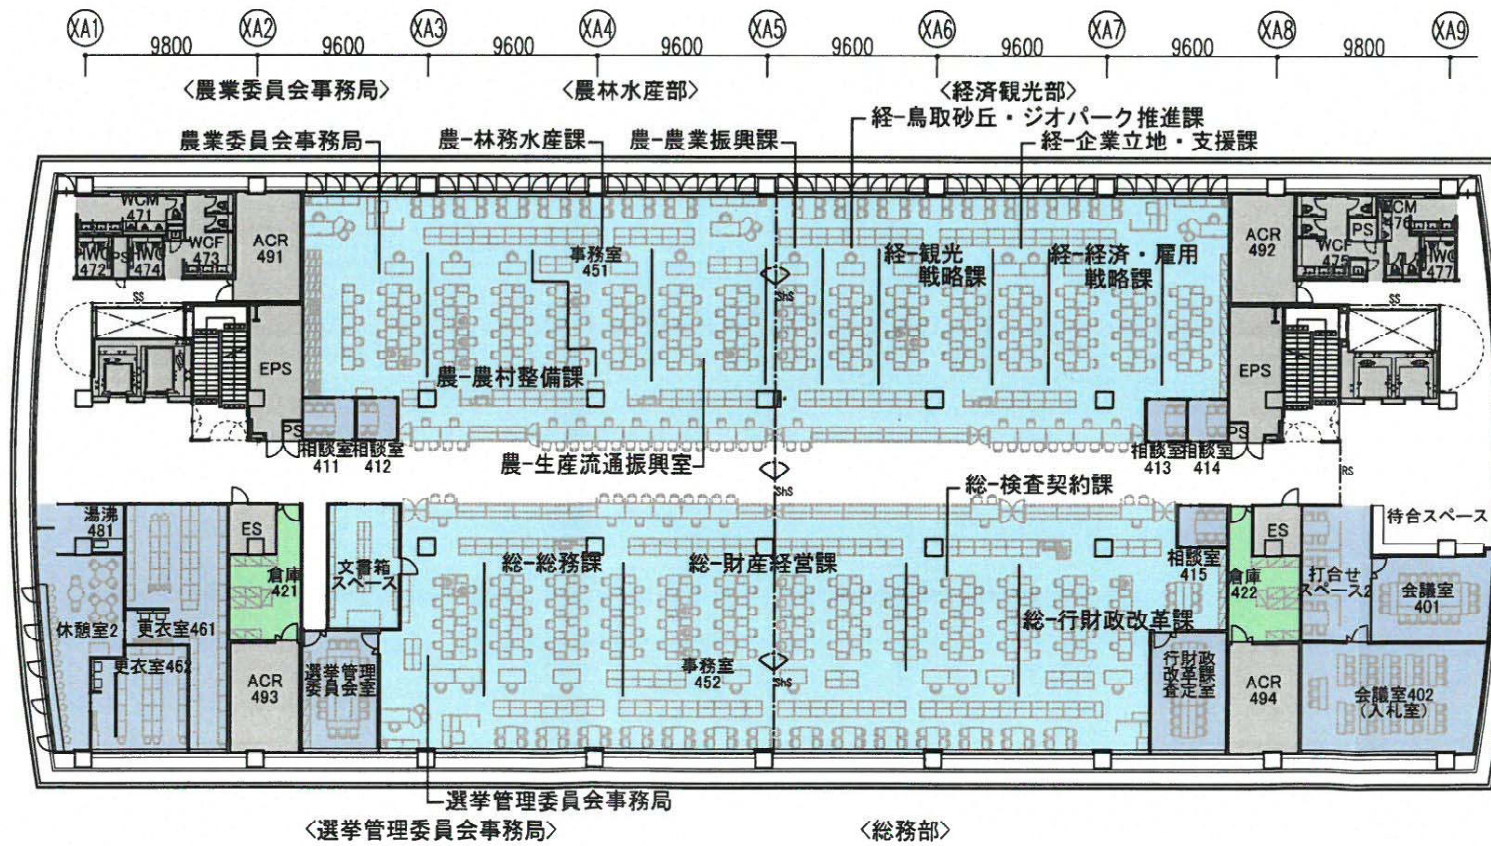 XA1 XA2 XA3 XA4 XA5 XA6 XA7 XA8 XA9
9800 9600 9600 9600 9600 9600 9600 9800
〈農業委員会事務局〉 〈農林水産部〉 〈経済観光部〉
経-鳥取砂丘・ジオパーク推進課
農業委員会事務局 農-林務水産課 農-農業振興課 経-企業立地・支援課
WCM
471
WCF
473
HWC
472
PS
HWC
474
ACR
491
事務室
451
経-観光
戦略課
経-経済・雇用
戦略課
ACR
492
WCF
475
PS
WCM
476
HWC
477
SS
ShS
SS
EPS
農-農村整備課
EPS
PS
相談室
411
相談室
412
農-生産流通振興室
相談室
413
相談室
414
PS
ShS
RS
総-検査契約課
湯沸
481
ES
倉庫
421
文書箱
スペース
総-総務課
総-財産経営課
相談室
415
ES
倉庫
422
打合せ
スペース2
待合スペース
会議室
401
休憩室2
更衣室461
更衣室462
ACR
493
選挙管理
委員会室
事務室
452
ShS
総-行財政改革課
行財政
改革課
査定室
ACR
494
会議室402
(入札室)
選挙管理委員会事務局
〈選挙管理委員会事務局〉 〈総務部〉